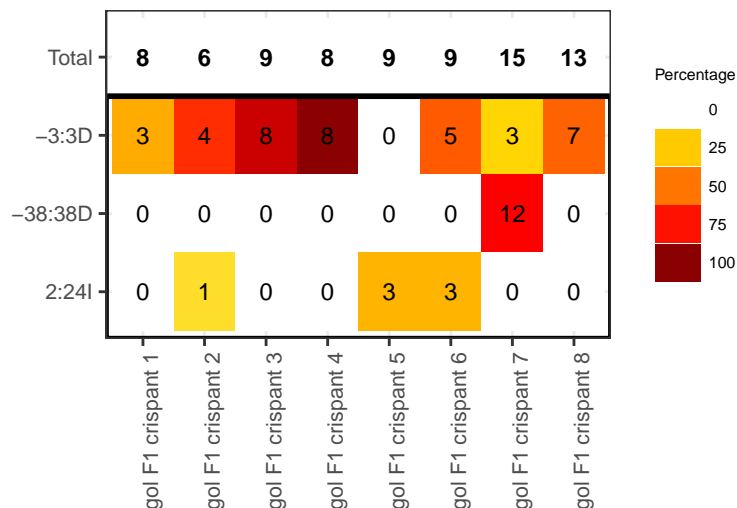 Total 8 6 9 8 9 9 15 13
−3:3D 3 4 8 8 0 5 3 7
−38:38D 0 0 0 0 0 0 12 0
2:24I 0 1 0 0 3 3 0 0
gol F1 crispant 1
gol F1 crispant 2
gol F1 crispant 3
gol F1 crispant 4
gol F1 crispant 5
gol F1 crispant 6
gol F1 crispant 7
gol F1 crispant 8
Percentage
0
25
50
75
100